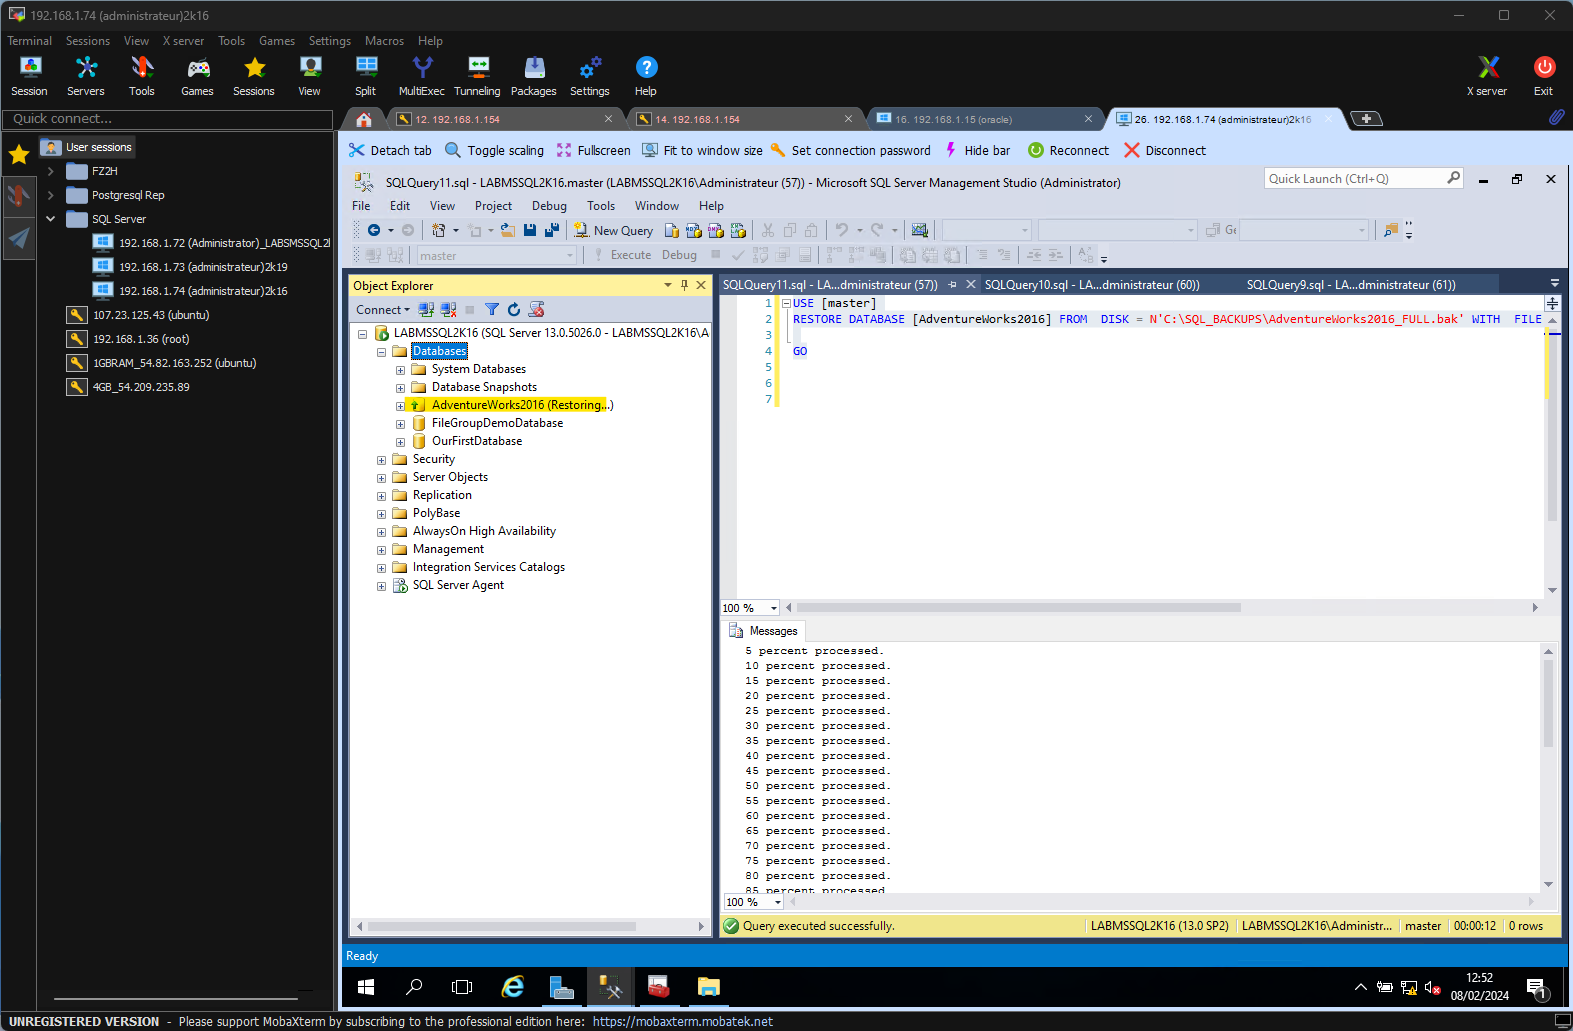 192.168.1.74 (administrateur)2k16
Terminal Sessions View X server Tools Games Settings Macros Help
Session Servers Tools Games Sessions View Split MultiExec Tunneling Packages Settings Help X server Exit
Quick connect...
12. 192.168.1.154
14. 192.168.1.154
16. 192.168.1.15 (oracle)
26. 192.168.1.74 (administrateur)2k16
User sessions
FZ2H
Postgresql Rep
SQL Server
192.168.1.72 (Administrator)_LABSMSSQL2
192.168.1.73 (administrateur)2k19
192.168.1.74 (administrateur)2k16
107.23.125.43 (ubuntu)
192.168.1.36 (root)
1GBRAM_54.82.163.252 (ubuntu)
4GB_54.209.235.89
Detach tab Toggle scaling Fullscreen Fit to window size Set connection password Hide bar Reconnect Disconnect
SQLQuery11.sql - LABMSSQL2K16.master (LABMSSQL2K16\Administrateur (57)) - Microsoft SQL Server Management Studio (Administrator)
Quick Launch (Ctrl+Q)
File Edit View Project Debug Tools Window Help
New Query
master
Execute Debug
Object Explorer
Connect
LABMSSQL2K16 (SQL Server 13.0.5026.0 - LABMSSQL2K16\A
Databases
System Databases
Database Snapshots
AdventureWorks2016 (Restoring...)
FileGroupDemoDatabase
OurFirstDatabase
Security
Server Objects
Replication
PolyBase
AlwaysOn High Availability
Management
Integration Services Catalogs
SQL Server Agent
SQLQuery11.sql - LA...dministrateur (57))
SQLQuery10.sql - LA...dministrateur (60))
SQLQuery9.sql - LA...dministrateur (61))
1 USE [master]
2 RESTORE DATABASE [AdventureWorks2016] FROM DISK = N'C:\SQL_BACKUPS\AdventureWorks2016_FULL.bak' WITH FILE
3
4 GO
5
6
7
100 %
Messages
5 percent processed.
10 percent processed.
15 percent processed.
20 percent processed.
25 percent processed.
30 percent processed.
35 percent processed.
40 percent processed.
45 percent processed.
50 percent processed.
55 percent processed.
60 percent processed.
65 percent processed.
70 percent processed.
75 percent processed.
80 percent processed.
85 percent processed
100 %
Query executed successfully.
LABMSSQL2K16 (13.0 SP2)
LABMSSQL2K16\Administr...
master
00:00:12
0 rows
Ready
12:52
08/02/2024
1
UNREGISTERED VERSION - Please support MobaXterm by subscribing to the professional edition here: https://mobaxterm.mobatek.net